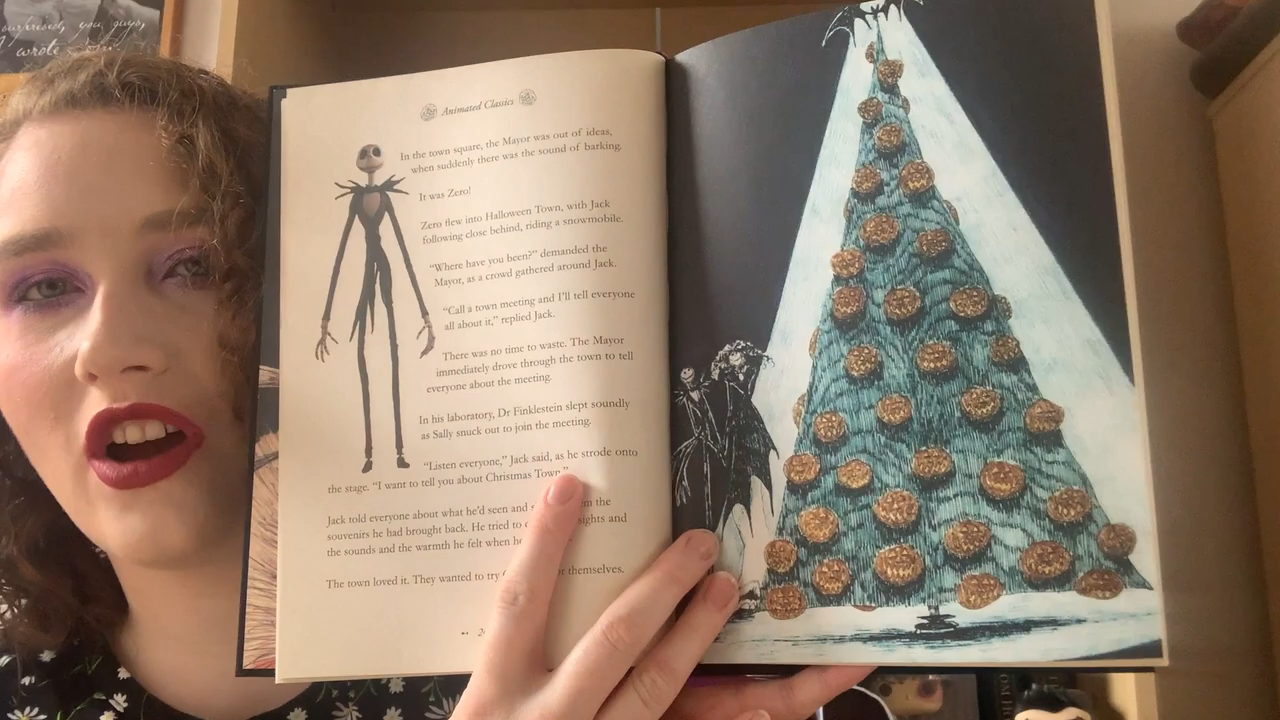 surprised, you guys,
wrote
Animated Classics
In the town square, the Mayor was out of ideas,
when suddenly there was the sound of barking.
It was Zero!
Zero flew into Halloween Town, with Jack
following close behind, riding a snowmobile.
“Where have you been?” demanded the
Mayor, as a crowd gathered around Jack.
“Call a town meeting and I’ll tell everyone
all about it,” replied Jack.
There was no time to waste. The Mayor
immediately drove through the town to tell
everyone about the meeting.
In his laboratory, Dr Finklestein slept soundly
as Sally snuck out to join the meeting.
“Listen everyone,” Jack said, as he strode onto
the stage. “I want to tell you about Christmas Town.”
Jack told everyone about what he’d seen and the
souvenirs he had brought back. He tried to sights and
the sounds and the warmth he felt when
The town loved it. They wanted to try themselves.